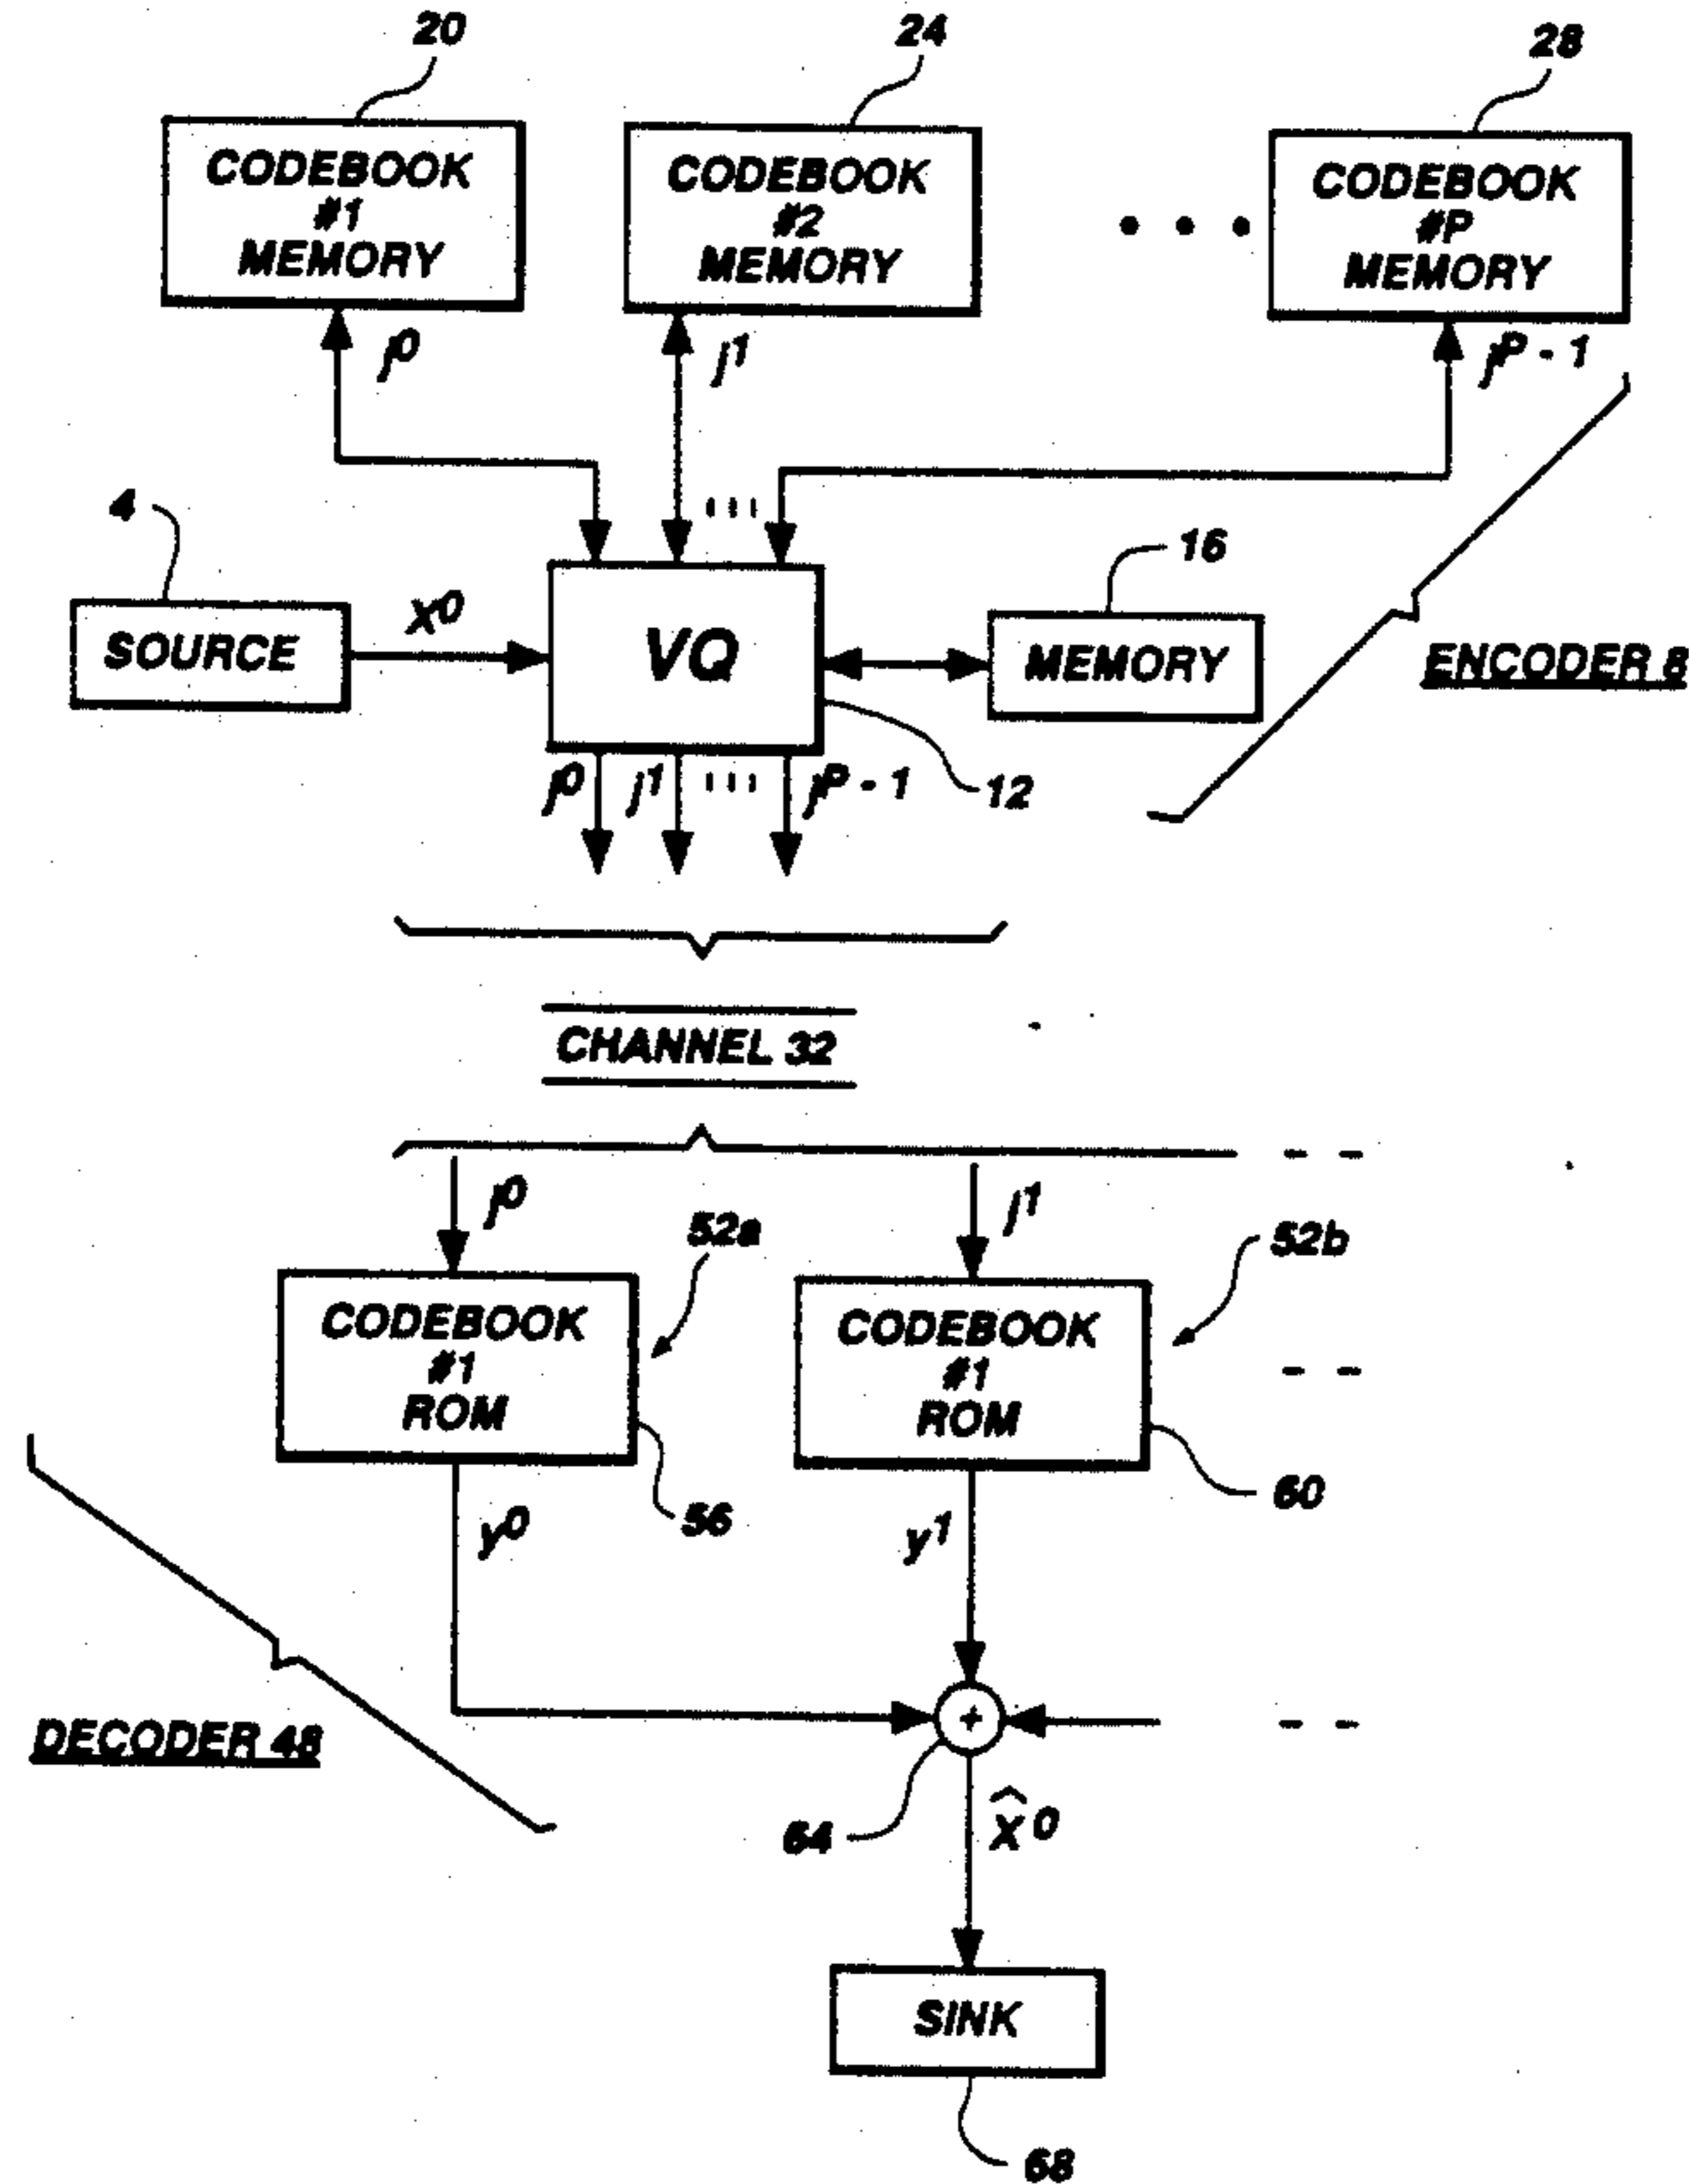 20
24
28
CODEBOOK
#1
MEMORY
CODEBOOK
#2
MEMORY
• • •
CODEBOOK
#P
MEMORY
j⁰
j¹
jᴾ⁻¹
4
16
SOURCE
X⁰
VQ
MEMORY
ENCODER 8
j⁰
j¹
jᴾ⁻¹
12
CHANNEL 32
j⁰
j¹
52a
52b
CODEBOOK
#1
ROM
CODEBOOK
#1
ROM
56
60
y⁰
y¹
DECODER 48
+
64
X̂⁰
SINK
68